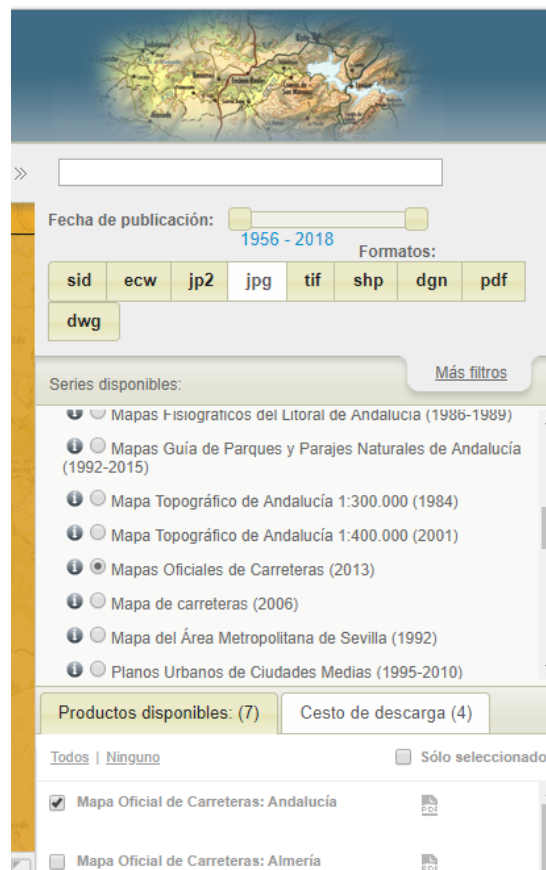 »
Fecha de publicación:
1956 - 2018
Formatos:
sid ecw jp2 jpg tif shp dgn pdf
dwg
Más filtros
Series disponibles:
Mapas Fisiográficos del Litoral de Andalucía (1986-1989)
Mapas Guía de Parques y Parajes Naturales de Andalucía
(1992-2015)
Mapa Topográfico de Andalucía 1:300.000 (1984)
Mapa Topográfico de Andalucía 1:400.000 (2001)
Mapas Oficiales de Carreteras (2013)
Mapa de carreteras (2006)
Mapa del Área Metropolitana de Sevilla (1992)
Planos Urbanos de Ciudades Medias (1995-2010)
Productos disponibles: (7) Cesto de descarga (4)
Todos | Ninguno Sólo seleccionado
Mapa Oficial de Carreteras: Andalucía PDF
Mapa Oficial de Carreteras: Almería PDF